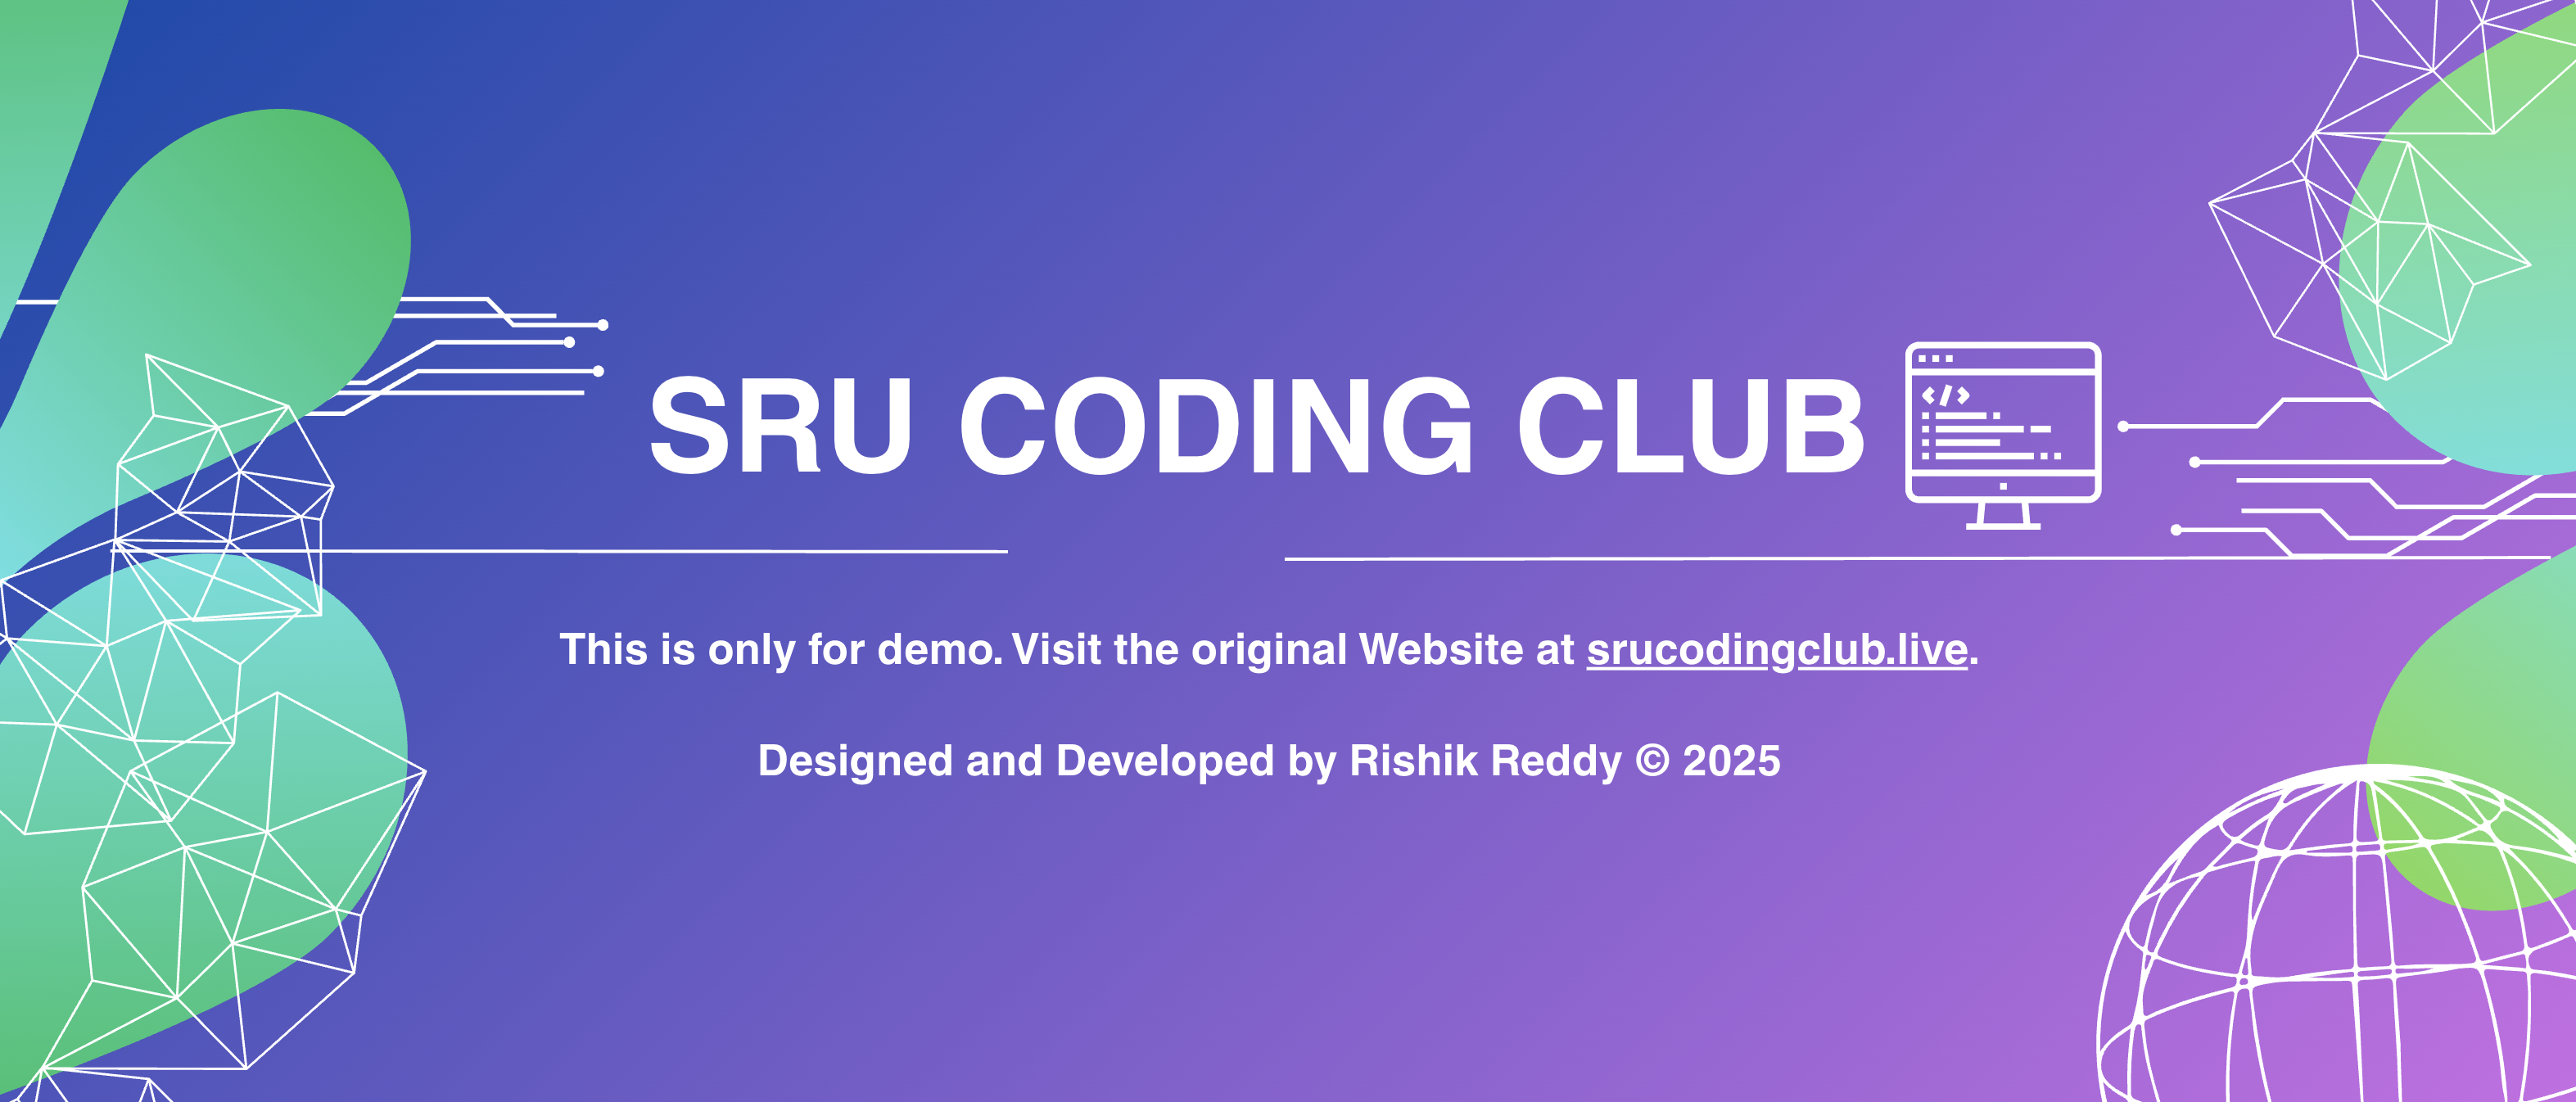 SRU CODING CLUB
</>
This is only for demo. Visit the original Website at srucodingclub.live.
Designed and Developed by Rishik Reddy © 2025